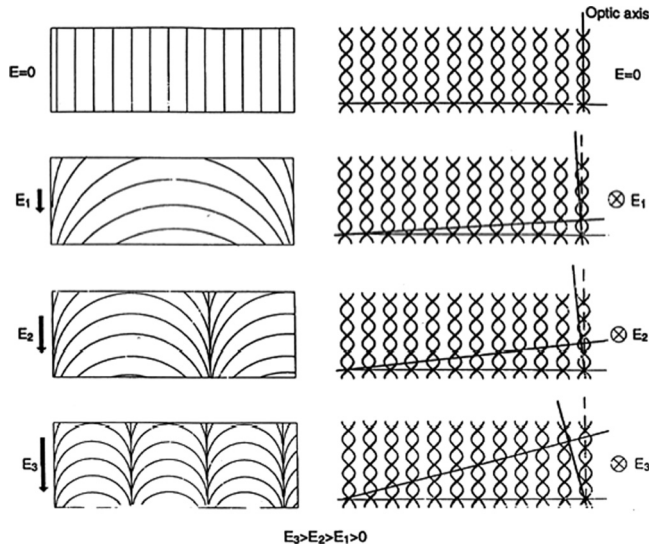 Optic axis
E=0
E=0
E₁
⊗ E₁
E₂
⊗ E₂
E₃
⊗ E₃
E₃>E₂>E₁>0